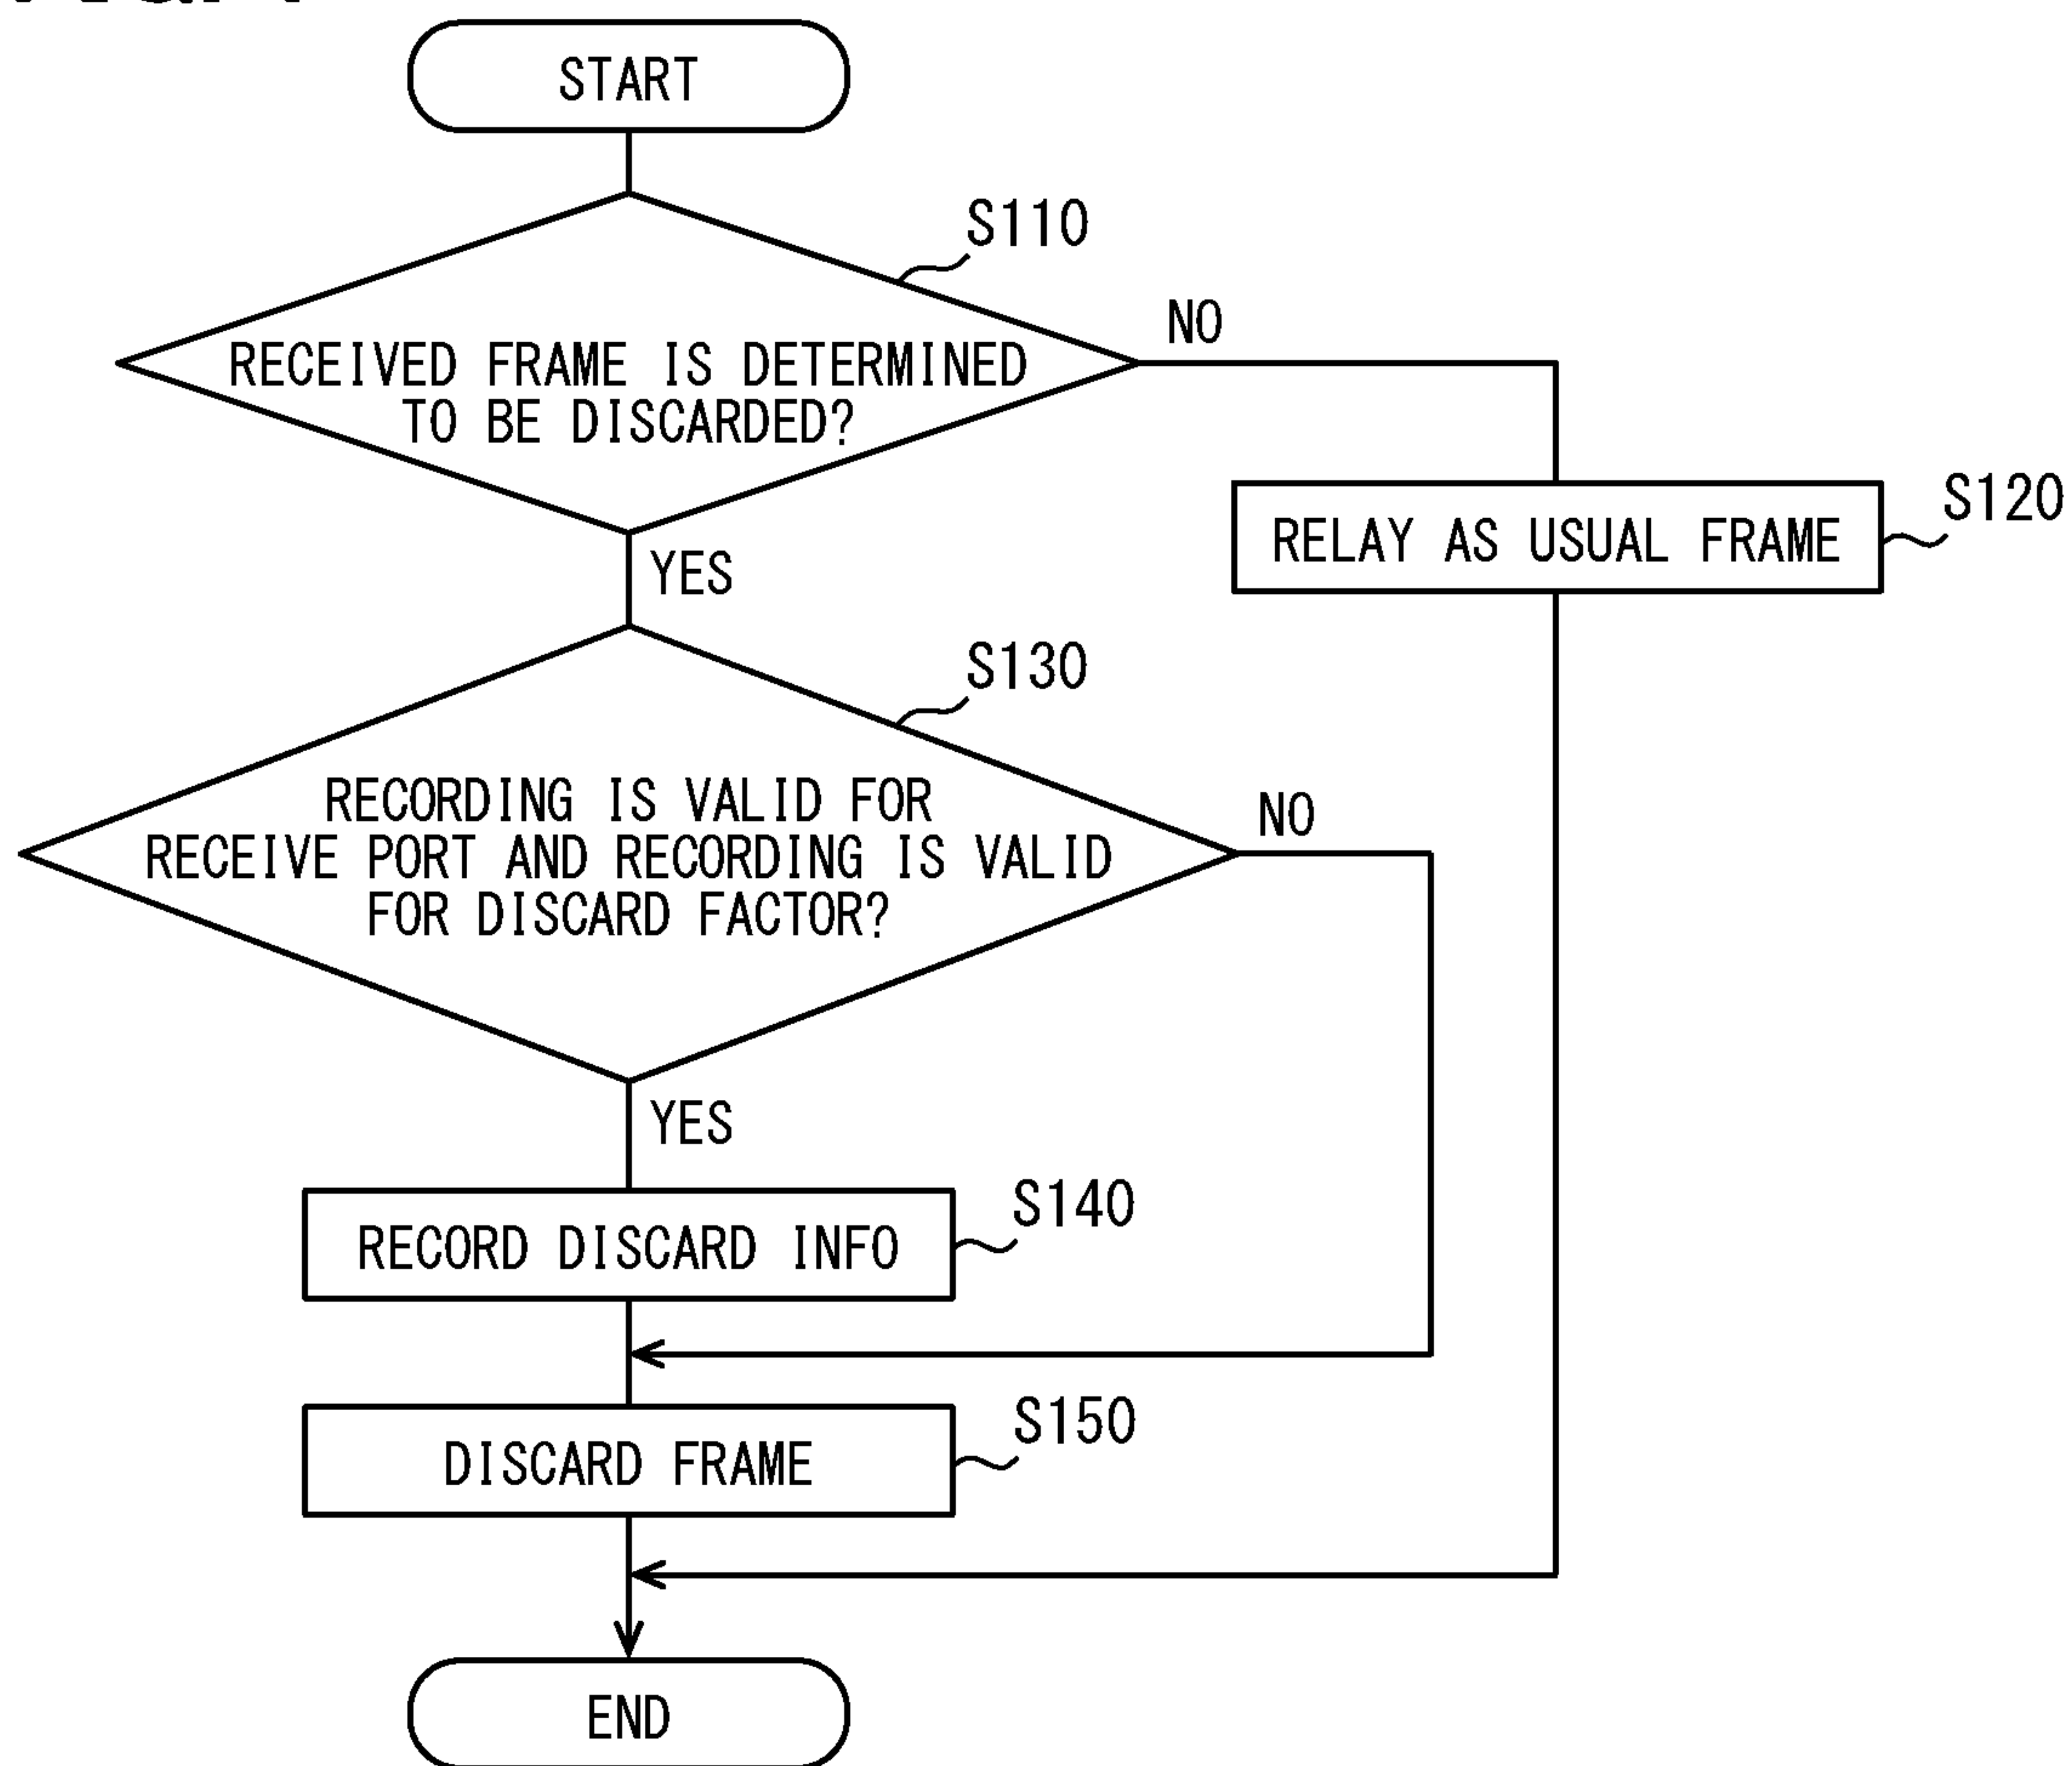 START
S110
NO
RECEIVED FRAME IS DETERMINED
TO BE DISCARDED?
S120
RELAY AS USUAL FRAME
YES
S130
RECORDING IS VALID FOR
RECEIVE PORT AND RECORDING IS VALID
FOR DISCARD FACTOR?
NO
YES
S140
RECORD DISCARD INFO
S150
DISCARD FRAME
END